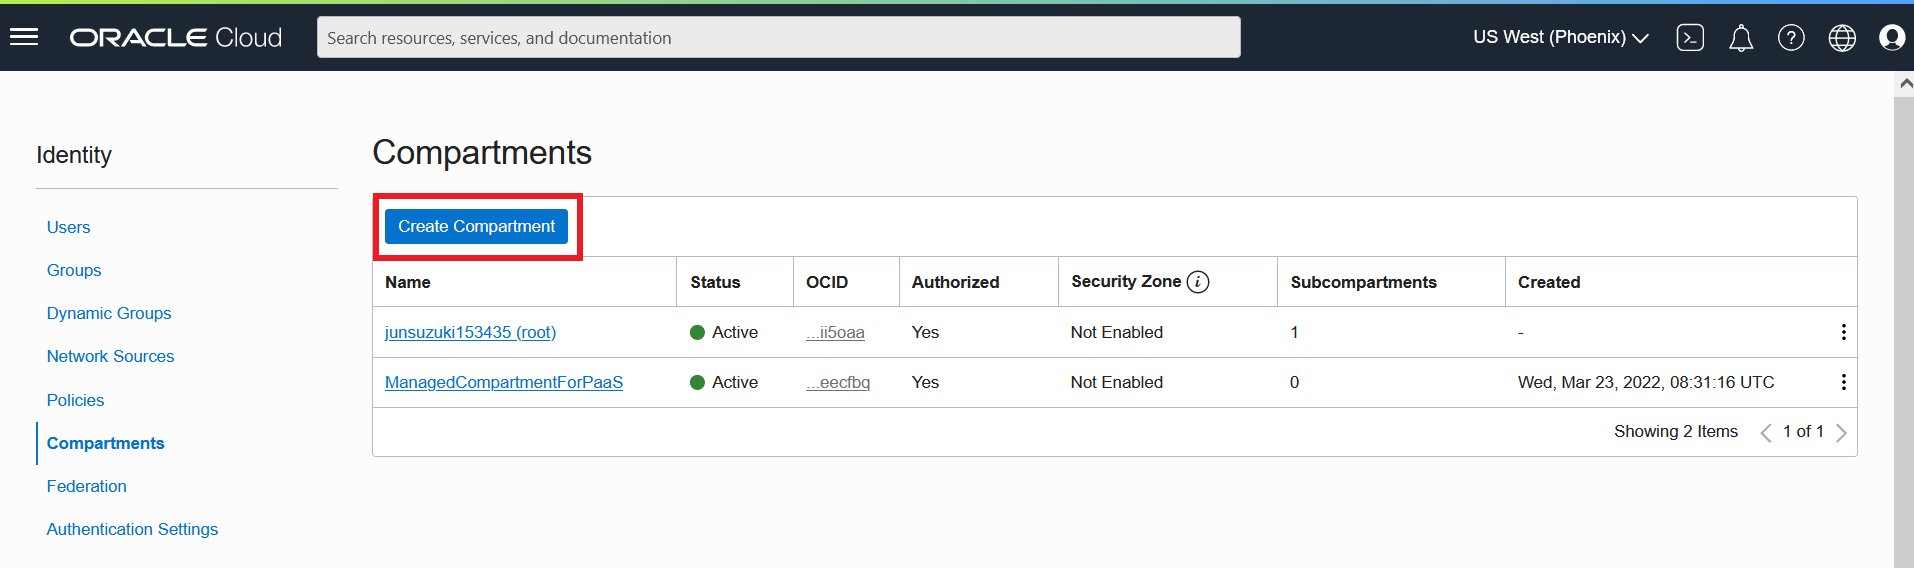 ORACLE Cloud
Search resources, services, and documentation
US West (Phoenix)
Identity
Users
Groups
Dynamic Groups
Network Sources
Policies
Compartments
Federation
Authentication Settings
Compartments
Create Compartment
Name Status OCID Authorized Security Zone i Subcompartments Created
junsuzuki153435 (root) Active ...ii5oaa Yes Not Enabled 1 -
ManagedCompartmentForPaaS Active ...eecfbq Yes Not Enabled 0 Wed, Mar 23, 2022, 08:31:16 UTC
Showing 2 Items < 1 of 1 >